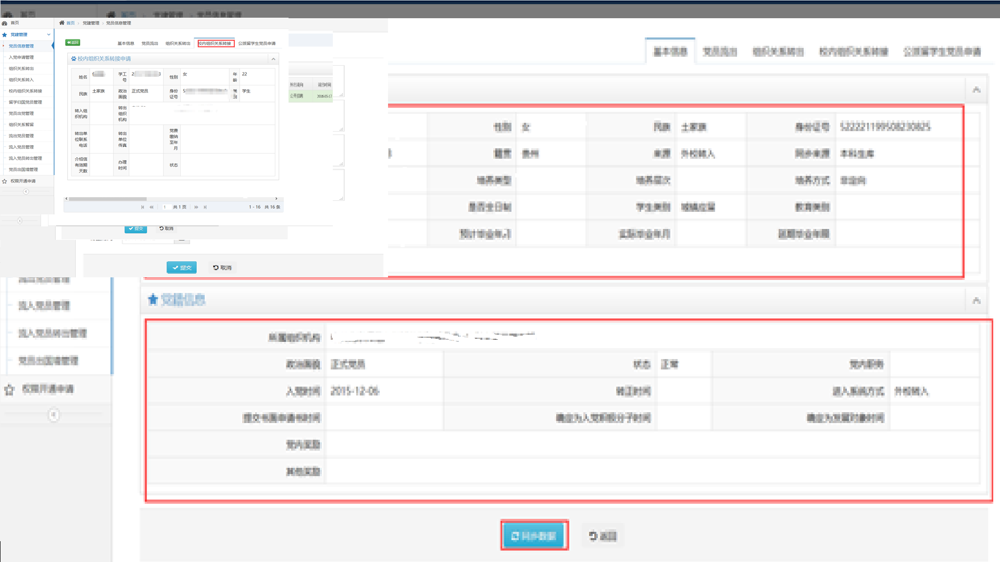 首页
党建管理
党员信息管理
入党申请管理
组织关系转出
组织关系转入
校内组织关系转接
留学归国党员管理
党员出党管理
组织关系暂留
流出党员管理
流入党员管理
流入党员转出管理
党员出国境管理
权限开通申请
首页 › 党建管理 › 党员信息管理
返回
基本信息 党员流出 组织关系转出 校内组织关系转接 公派留学生党员申请
校内组织关系转接申请
姓名 学工号 2 3 性别 女 年龄 22
民族 土家族 政治面貌 正式党员 身份证号 5 类别 学生
转入组织机构 转出组织机构
转出单位联系电话 转出单位传真 党费缴纳至年月
介绍信有效期天数 办理时间 状态
1 共 1 页 1 - 16 共 16 条
外出流向 流出时间
公开招聘 2018-05-17
提交 取消
提交 取消
基本信息 党员流出 组织关系转出 校内组织关系转接 公派留学生党员申请
性别 女 民族 土家族 身份证号 522221199508230825
籍贯 贵州 来源 外校转入 同步来源 本科生库
培养类型 培养层次 培养方式 非定向
是否全日制 学生类别 教育类别
预计毕业年月 实际毕业年月 延期毕业年限
流入党员管理
流入党员转出管理
党员出国境管理
权限开通申请
党籍信息
所属组织机构
政治面貌 正式党员 状态 正常 党内职务
入党时间 2015-12-06 转正时间 进入系统方式 外校转入
提交书面申请书时间 确定为入党积极分子时间 确定为发展对象时间
党内奖励
其他奖励
同步数据 返回